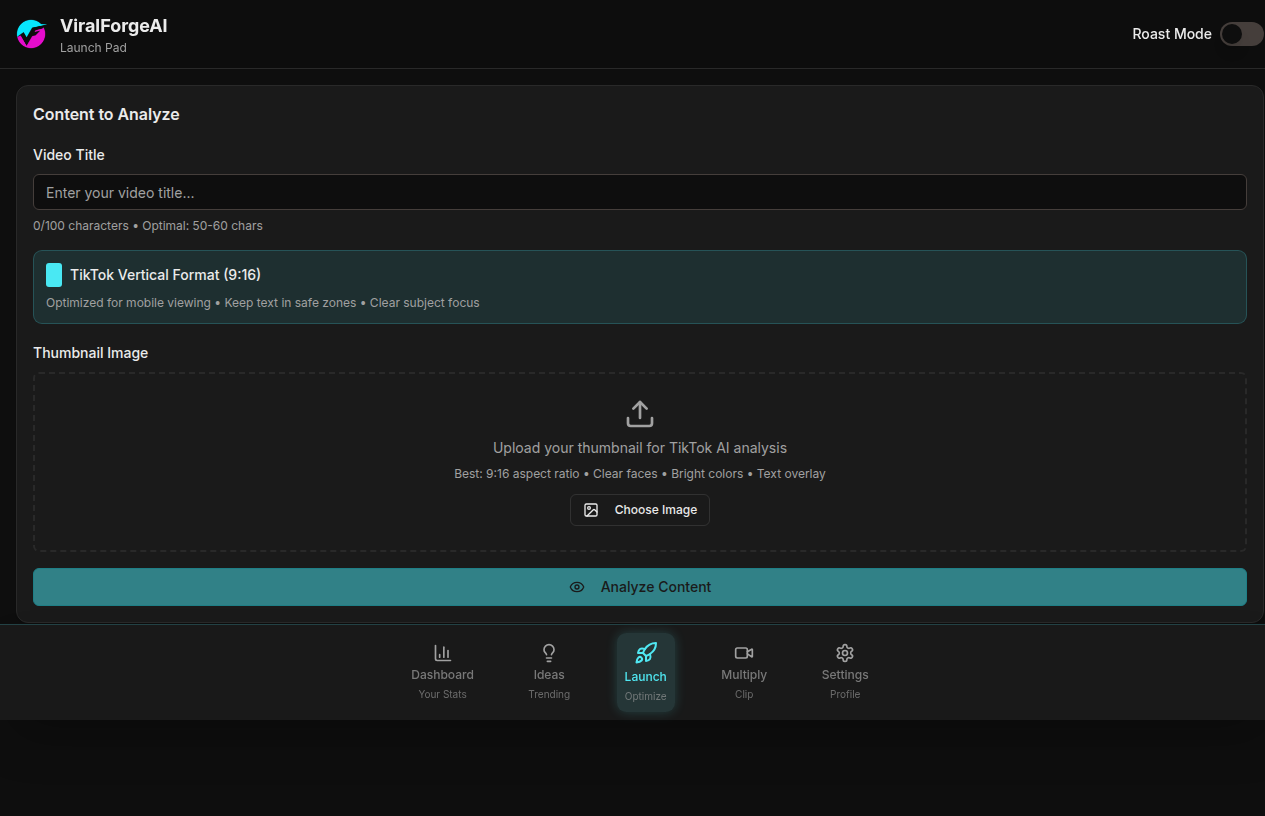 ViralForgeAI
Launch Pad
Roast Mode
Content to Analyze
Video Title
Enter your video title...
0/100 characters • Optimal: 50-60 chars
TikTok Vertical Format (9:16)
Optimized for mobile viewing • Keep text in safe zones • Clear subject focus
Thumbnail Image
Upload your thumbnail for TikTok AI analysis
Best: 9:16 aspect ratio • Clear faces • Bright colors • Text overlay
Choose Image
Analyze Content
Dashboard
Your Stats
Ideas
Trending
Launch
Optimize
Multiply
Clip
Settings
Profile